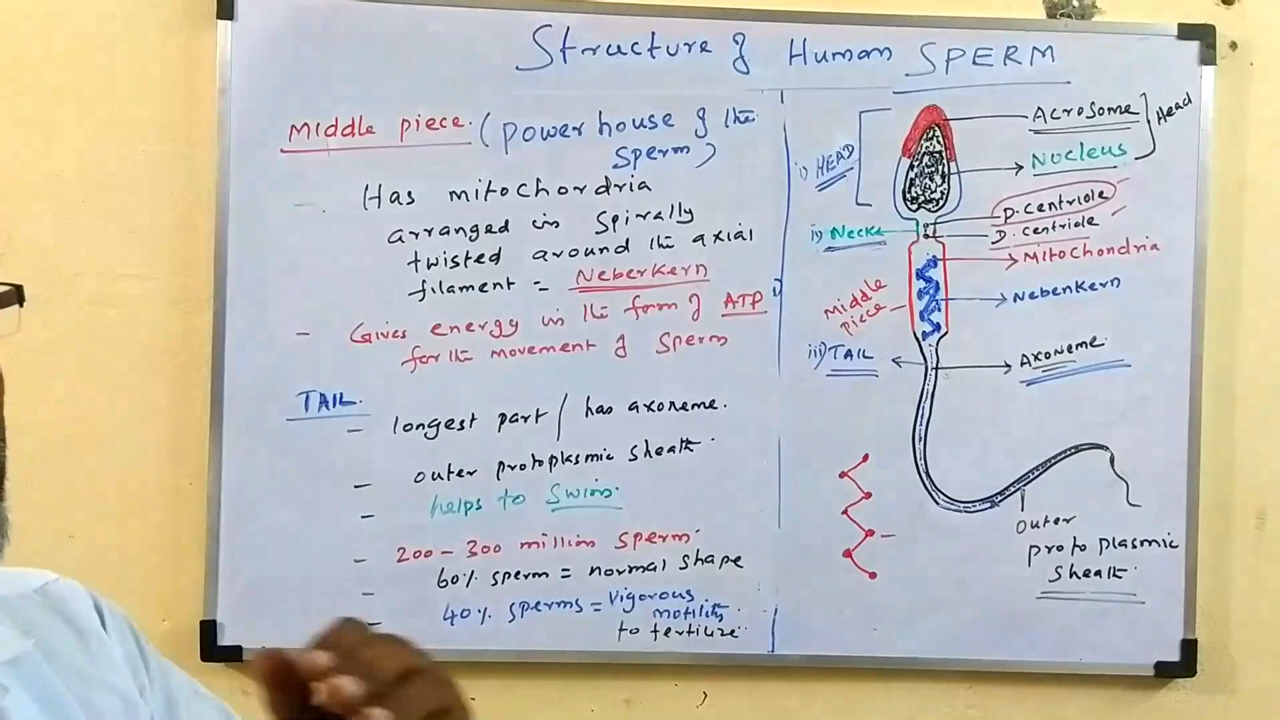 Structure of Human SPERM
Middle piece. (power house of the
sperm)
- Has mitochordria
arranged in spirally
twisted around the axial
filament = Neberkern
- Gives energy in the form of ATP
for the movement of sperm
TAIL.
- longest part / has axoneme.
- outer protoplasmic sheath.
- helps to swim.
- 200-300 million sperm.
- 60% sperm = normal shape
- 40% sperms = vigorous
motility.
to fertilize.
Acrosome
Head
i) HEAD
Nucleus
P. Centriole
ii) Neck
D. Centriole
Mitochondria
Nebenkern
Middle
piece
iii) TAIL
Axoneme.
outer
protoplasmic
sheath.